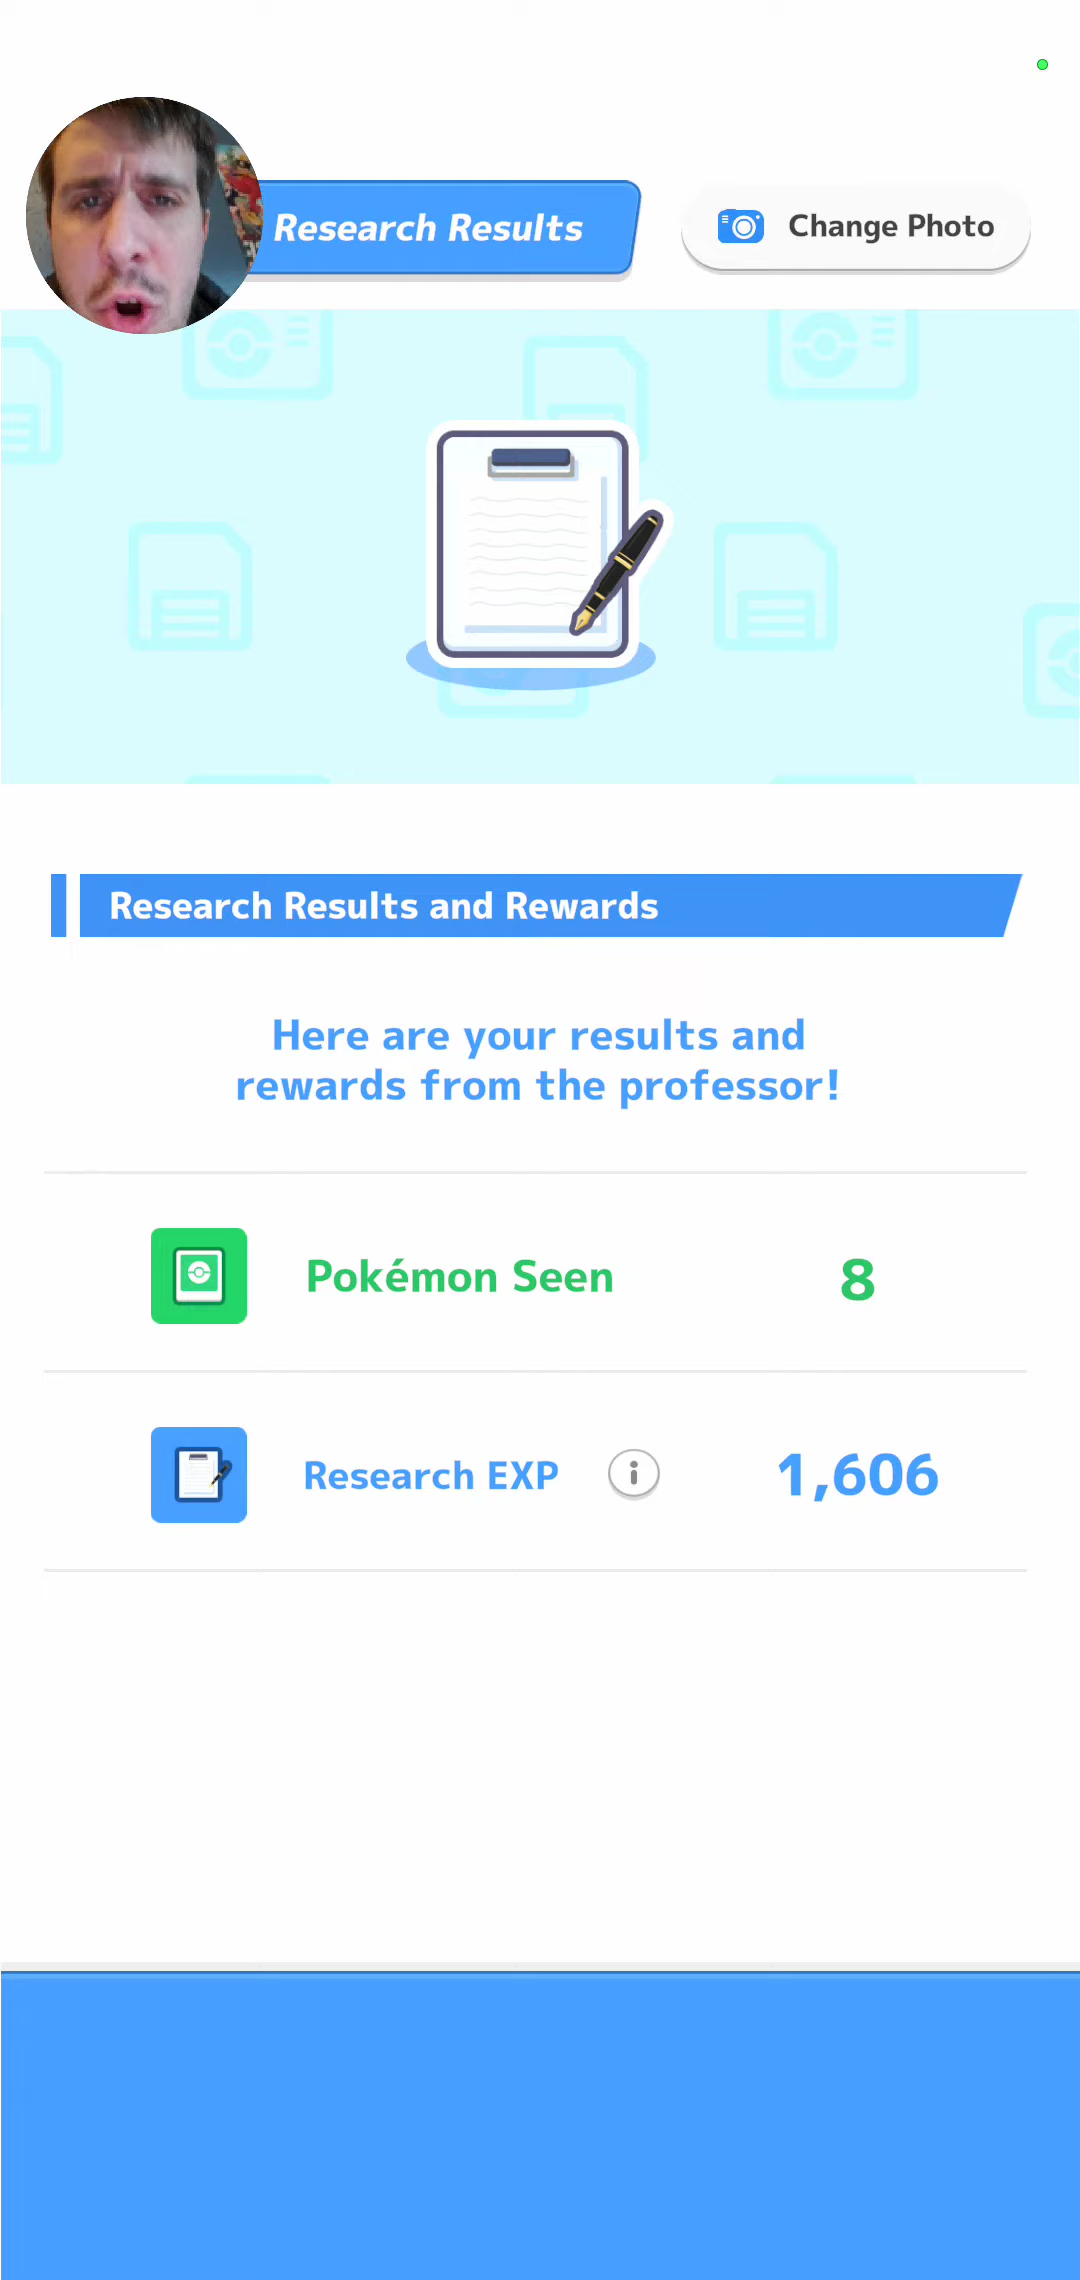 Research Results
Change Photo
Research Results and Rewards
Here are your results and
rewards from the professor!
Pokémon Seen 8
Research EXP i 1,606